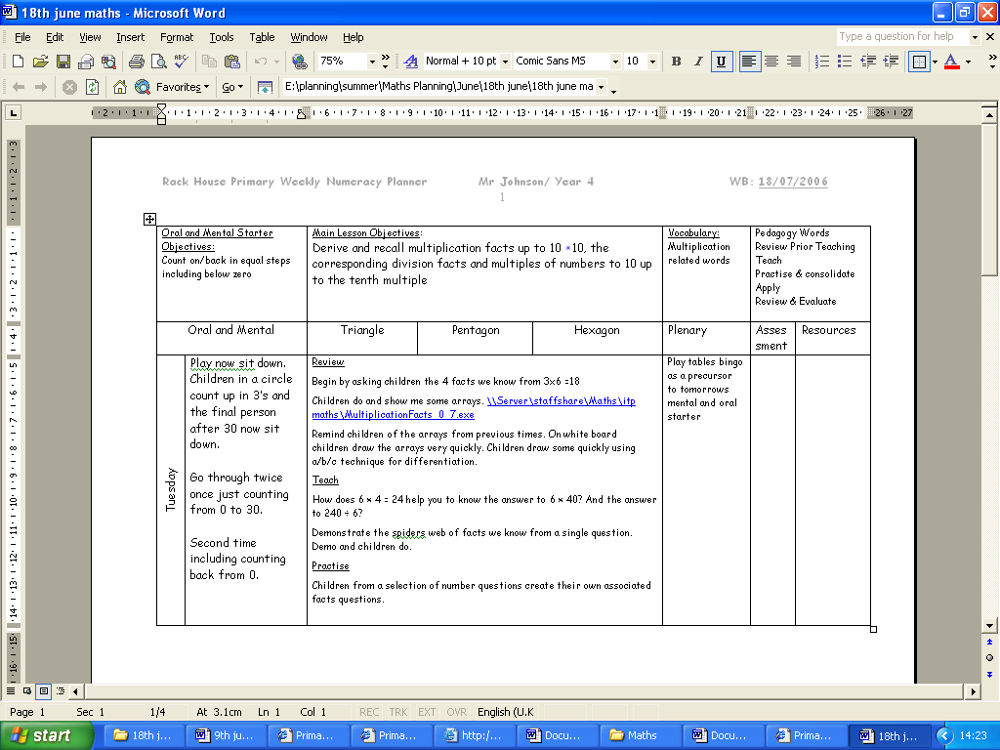 18th june maths - Microsoft Word
File Edit View Insert Format Tools Table Window Help
Type a question for help
75% Normal + 10 pt Comic Sans MS 10 B I U
Favorites Go E:\planning\summer\Maths Planning\June\18th june\18th june ma
Rack House Primary Weekly Numeracy Planner Mr Johnson/ Year 4 WB: 18/07/2006
1
Oral and Mental Starter
Objectives:
Count on/back in equal steps
including below zero
Main Lesson Objectives:
Derive and recall multiplication facts up to 10 ×10, the
corresponding division facts and multiples of numbers to 10 up
to the tenth multiple
Vocabulary:
Multiplication
related words
Pedagogy Words
Review Prior Teaching
Teach
Practise & consolidate
Apply
Review & Evaluate
Oral and Mental Triangle Pentagon Hexagon Plenary
Asses
sment
Resources
Tuesday
Play now sit down.
Children in a circle
count up in 3's and
the final person
after 30 now sit
down.
Go through twice
once just counting
from 0 to 30.
Second time
including counting
back from 0.
Review
Begin by asking children the 4 facts we know from 3x6 =18
Children do and show me some arrays. \\Server\staffshare\Maths\itp
maths\MultiplicationFacts_0_7.exe
Remind children of the arrays from previous times. On white board
children draw the arrays very quickly. Children draw some quickly using
a/b/c technique for differentiation.
Teach
How does 6 × 4 = 24 help you to know the answer to 6 × 40? And the answer
to 240 ÷ 6?
Demonstrate the spiders web of facts we know from a single question.
Demo and children do.
Practise
Children from a selection of number questions create their own associated
facts questions.
Play tables bingo
as a precursor
to tomorrows
mental and oral
starter
Page 1 Sec 1 1/4 At 3.1cm Ln 1 Col 1 REC TRK EXT OVR English (U.K
start 18th j... 9th ju... Prima... Prima... http:/... Docu... Maths Docu... Prima... 18th j... 14:23